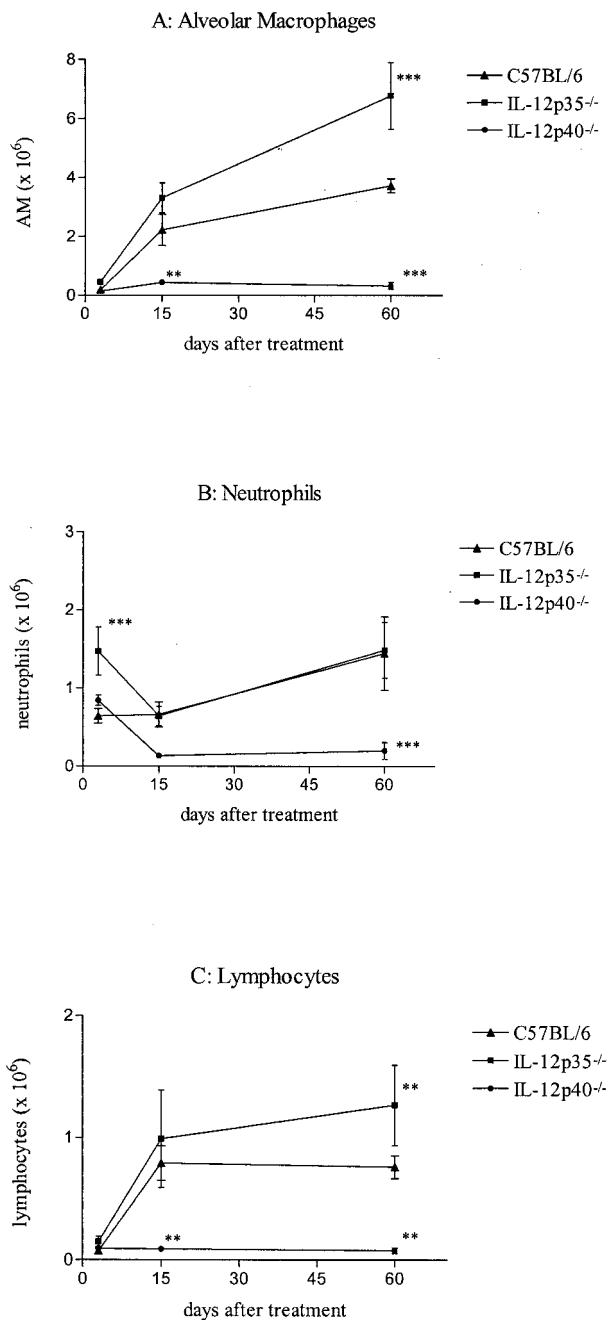 A: Alveolar Macrophages
8
6
4
2
0
AM (x 10⁶)
***
**
***
0 15 30 45 60
days after treatment
C57BL/6
IL-12p35-/-
IL-12p40-/-
B: Neutrophils
3
2
1
0
neutrophils (x 10⁶)
***
***
0 15 30 45 60
days after treatment
C57BL/6
IL-12p35-/-
IL-12p40-/-
C: Lymphocytes
2
1
0
lymphocytes (x 10⁶)
**
**
**
0 15 30 45 60
days after treatment
C57BL/6
IL-12p35-/-
IL-12p40-/-